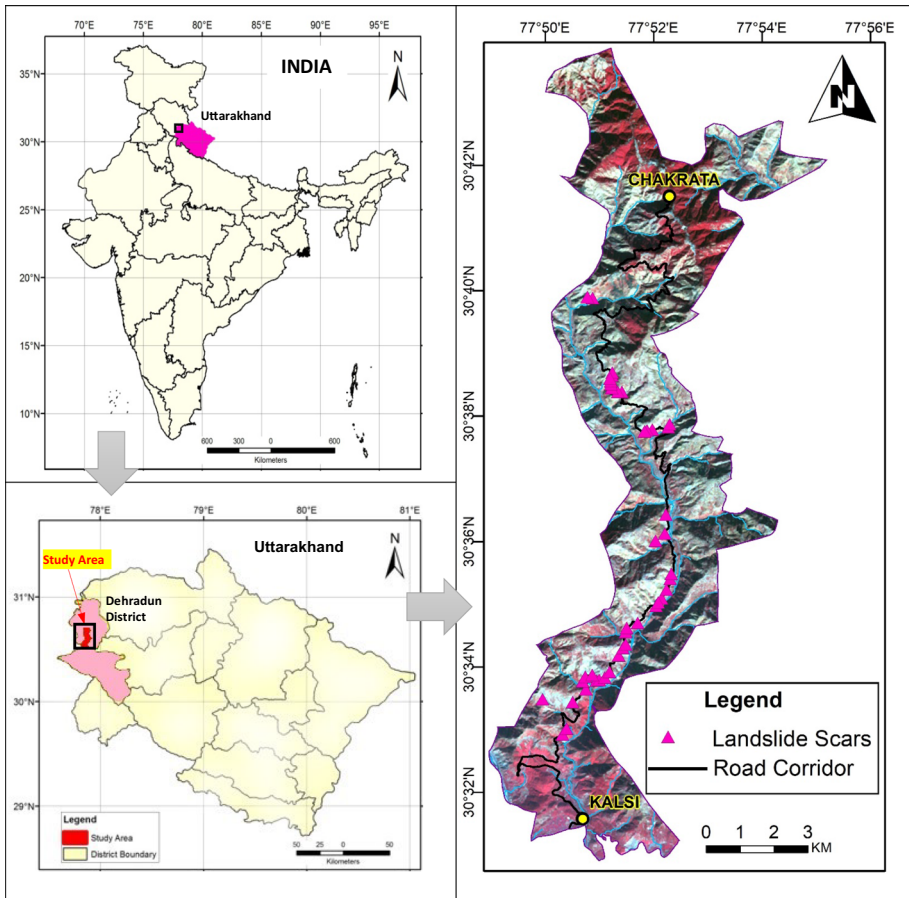 70°E 75°E 80°E 85°E 90°E 95°E
35°N
30°N
25°N
20°N
15°N
10°N
INDIA
N
Uttarakhand
600 300 0 600
Kilometers
78°E 79°E 80°E 81°E
31°N
30°N
29°N
28°N
Uttarakhand
N
Study Area
Dehradun
District
Legend
Study Area
District Boundary
50 25 0 50
Kilometers
77°50'E 77°52'E 77°54'E 77°56'E
30°42'N
30°40'N
30°38'N
30°36'N
30°34'N
30°32'N
N
CHAKRATA
KALSI
Legend
Landslide Scars
Road Corridor
0 1 2 3
KM